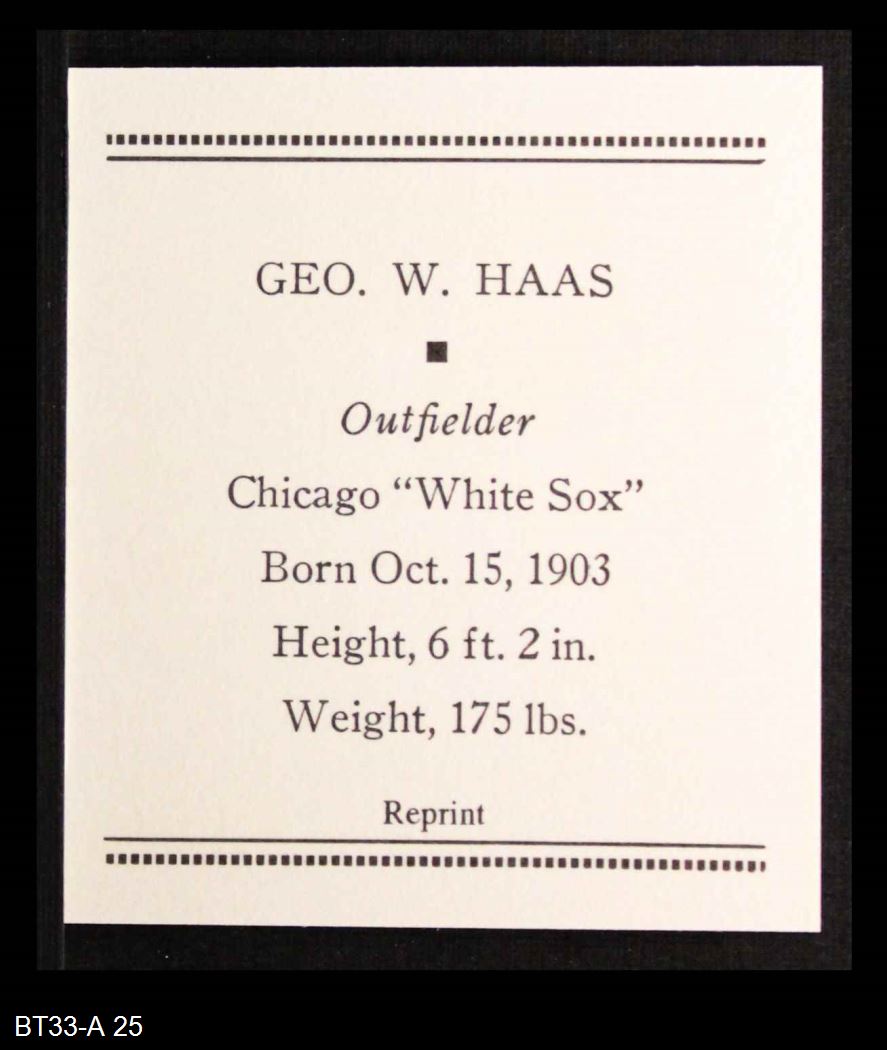 GEO. W. HAAS
Outfielder
Chicago “White Sox”
Born Oct. 15, 1903
Height, 6 ft. 2 in.
Weight, 175 lbs.
Reprint
BT33-A 25